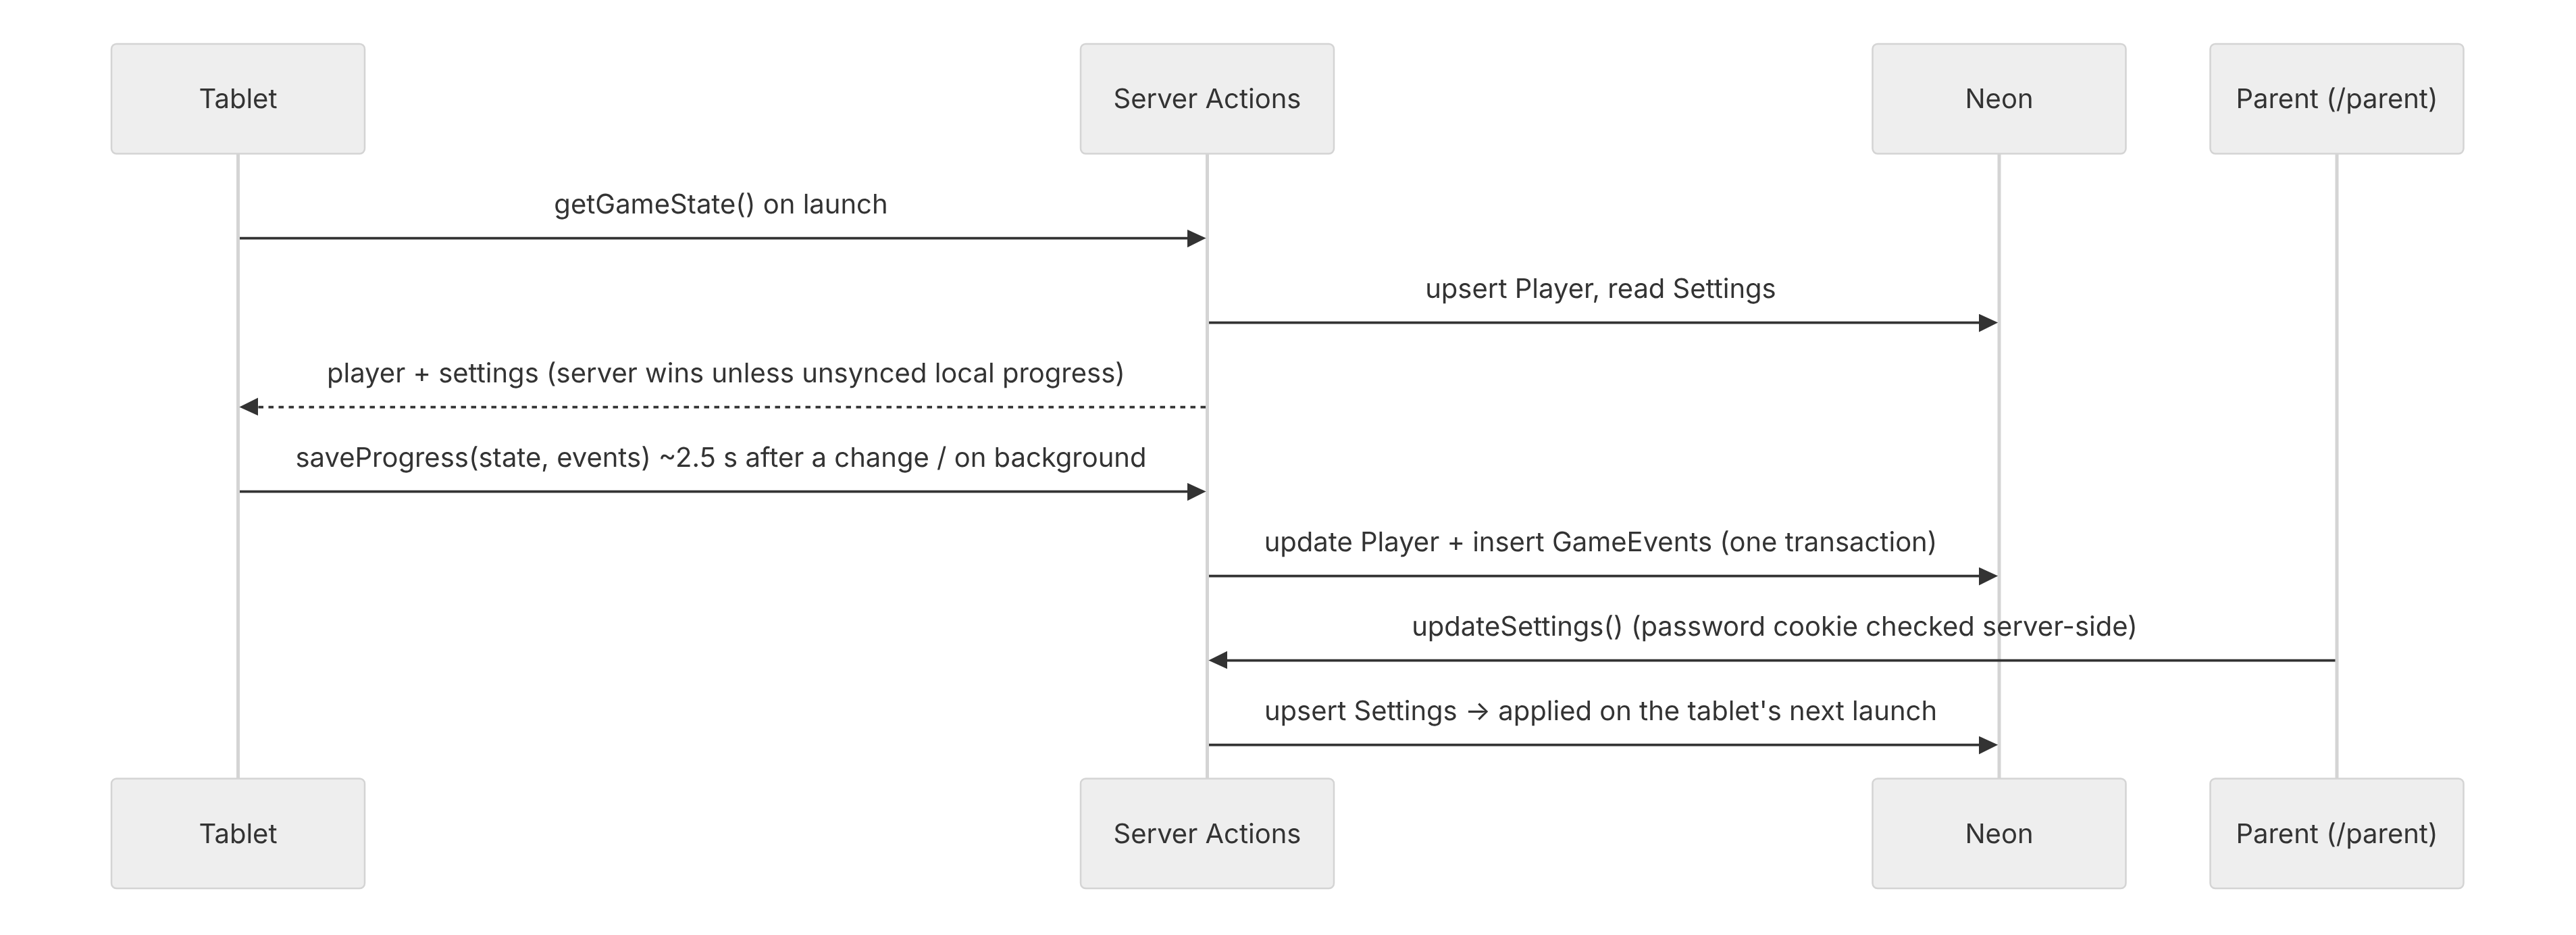 Tablet
Server Actions
Neon
Parent (/parent)
getGameState() on launch
upsert Player, read Settings
player + settings (server wins unless unsynced local progress)
saveProgress(state, events) ~2.5 s after a change / on background
update Player + insert GameEvents (one transaction)
updateSettings() (password cookie checked server-side)
upsert Settings → applied on the tablet's next launch
Tablet
Server Actions
Neon
Parent (/parent)